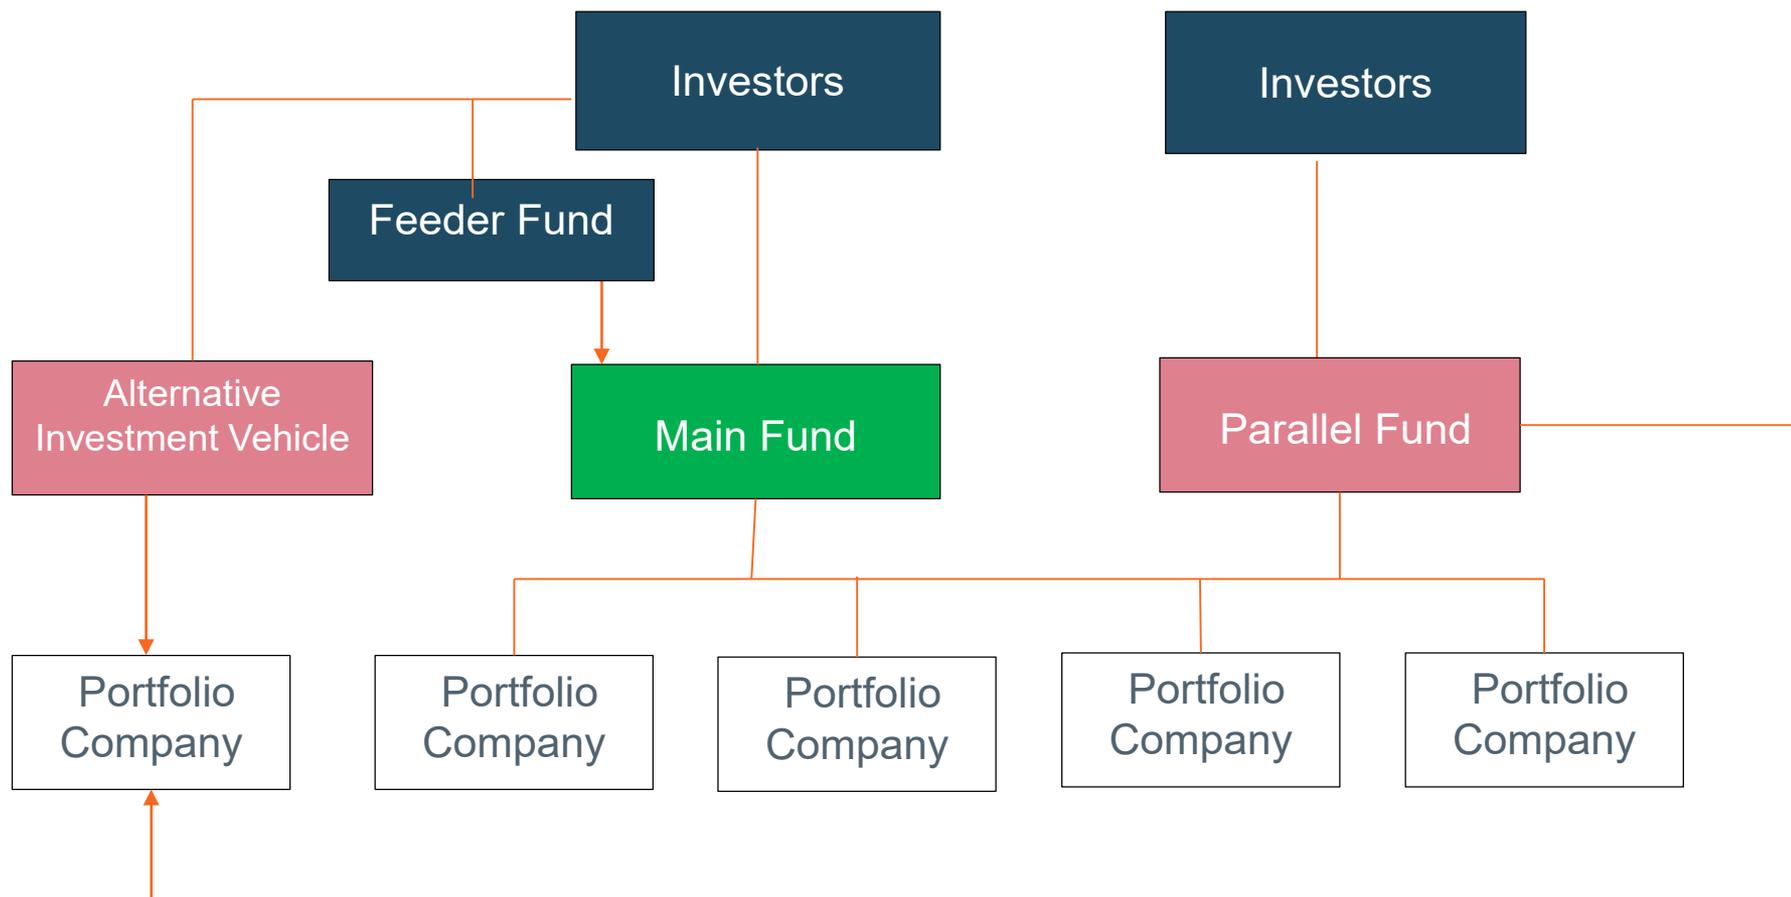 Investors
Investors
Feeder Fund
Alternative
Investment Vehicle
Main Fund
Parallel Fund
Portfolio
Company
Portfolio
Company
Portfolio
Company
Portfolio
Company
Portfolio
Company